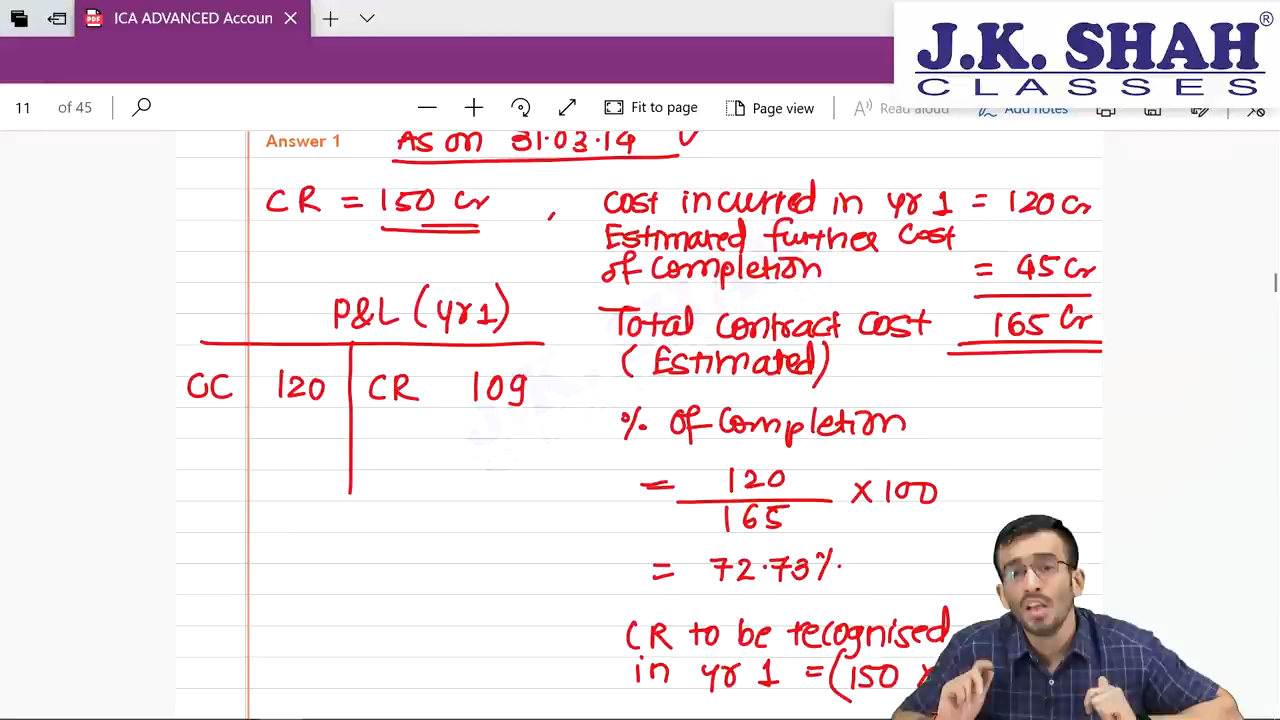 ICA ADVANCED Accoun
J.K. SHAH®
CLASSES
11 of 45
Fit to page
Page view
Read aloud
Add notes
Answer 1
As on 31.03.14
CR = 150 Cr ,
Cost incurred in yr 1 = 120 Cr
Estimated further Cost
of Completion = 45 Cr
Total contract cost 165 Cr
(Estimated)
P&L (yr 1)
CC 120 CR 109
% of completion
= 120
165
× 100
= 72.73%
CR to be recognised
in yr 1 = (150 ×